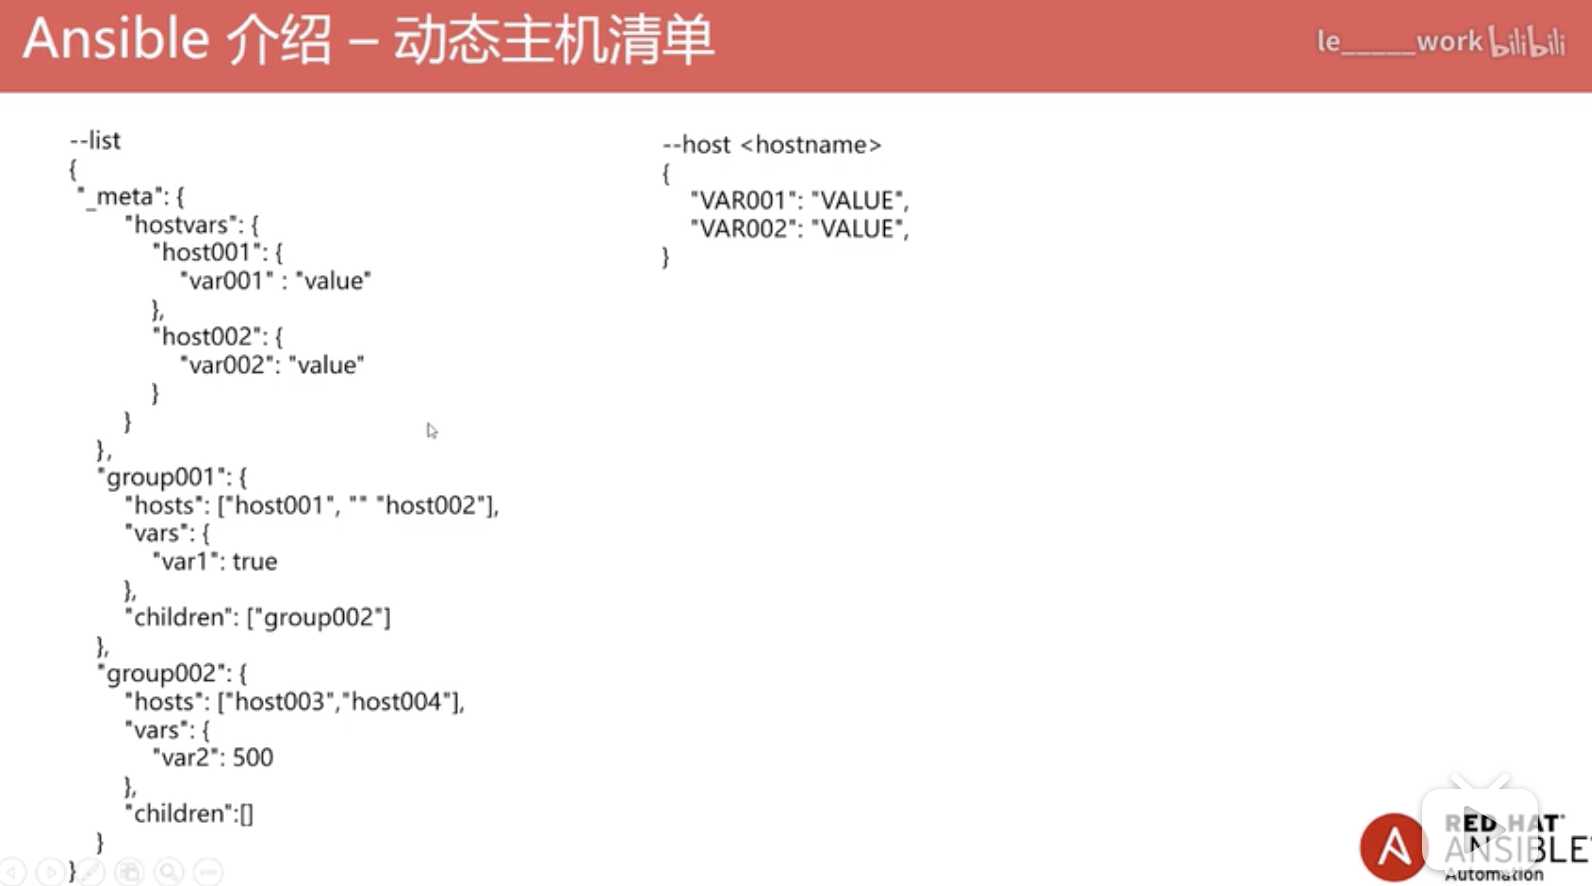 Ansible 介绍 – 动态主机清单
le_____work bilibili
--list
{
"_meta": {
"hostvars": {
"host001": {
"var001" : "value"
},
"host002": {
"var002": "value"
}
}
},
"group001": {
"hosts": ["host001", "" "host002"],
"vars": {
"var1": true
},
"children": ["group002"]
},
"group002": {
"hosts": ["host003","host004"],
"vars": {
"var2": 500
},
"children":[]
}
}
--host <hostname>
{
"VAR001": "VALUE",
"VAR002": "VALUE",
}
RED HAT
ANSIBLE
Automation